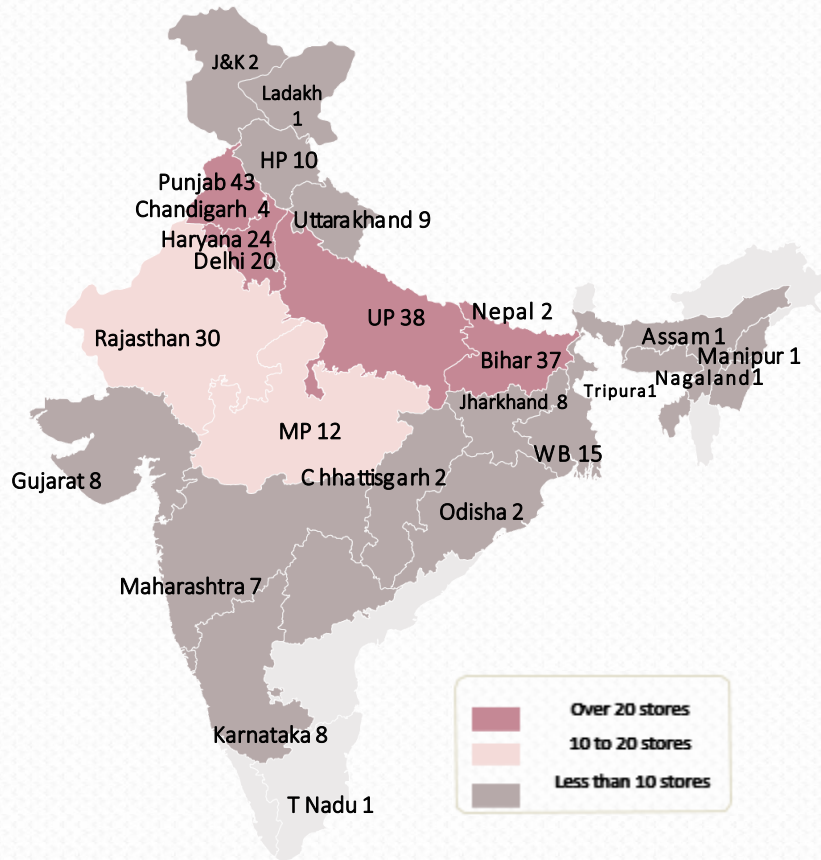 J&K 2
Ladakh
1
HP 10
Punjab 43
Chandigarh 4
Uttarakhand 9
Haryana 24
Delhi 20
Nepal 2
UP 38
Rajasthan 30
Assam 1
Bihar 37
Manipur 1
Nagaland1
Tripura1
Jharkhand 8
MP 12
WB 15
Chhattisgarh 2
Gujarat 8
Odisha 2
Maharashtra 7
Karnataka 8
T Nadu 1
Over 20 stores
10 to 20 stores
Less than 10 stores